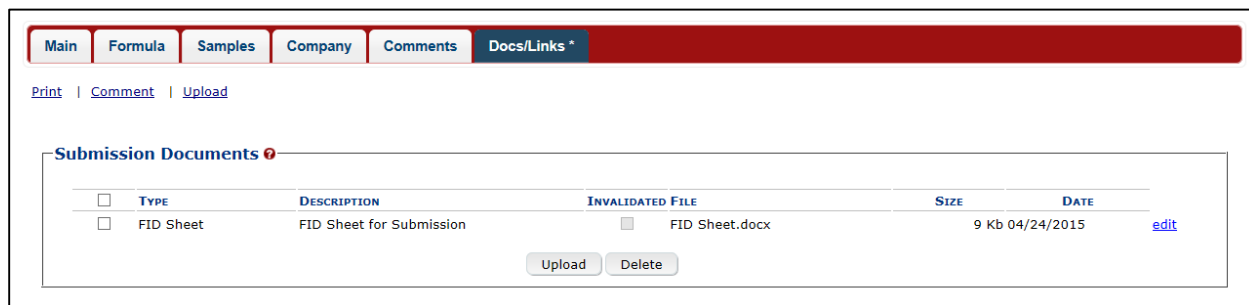 Main Formula Samples Company Comments Docs/Links *
Print | Comment | Upload
Submission Documents ?
TYPE DESCRIPTION INVALIDATED FILE SIZE DATE
FID Sheet FID Sheet for Submission FID Sheet.docx 9 Kb 04/24/2015 edit
Upload Delete